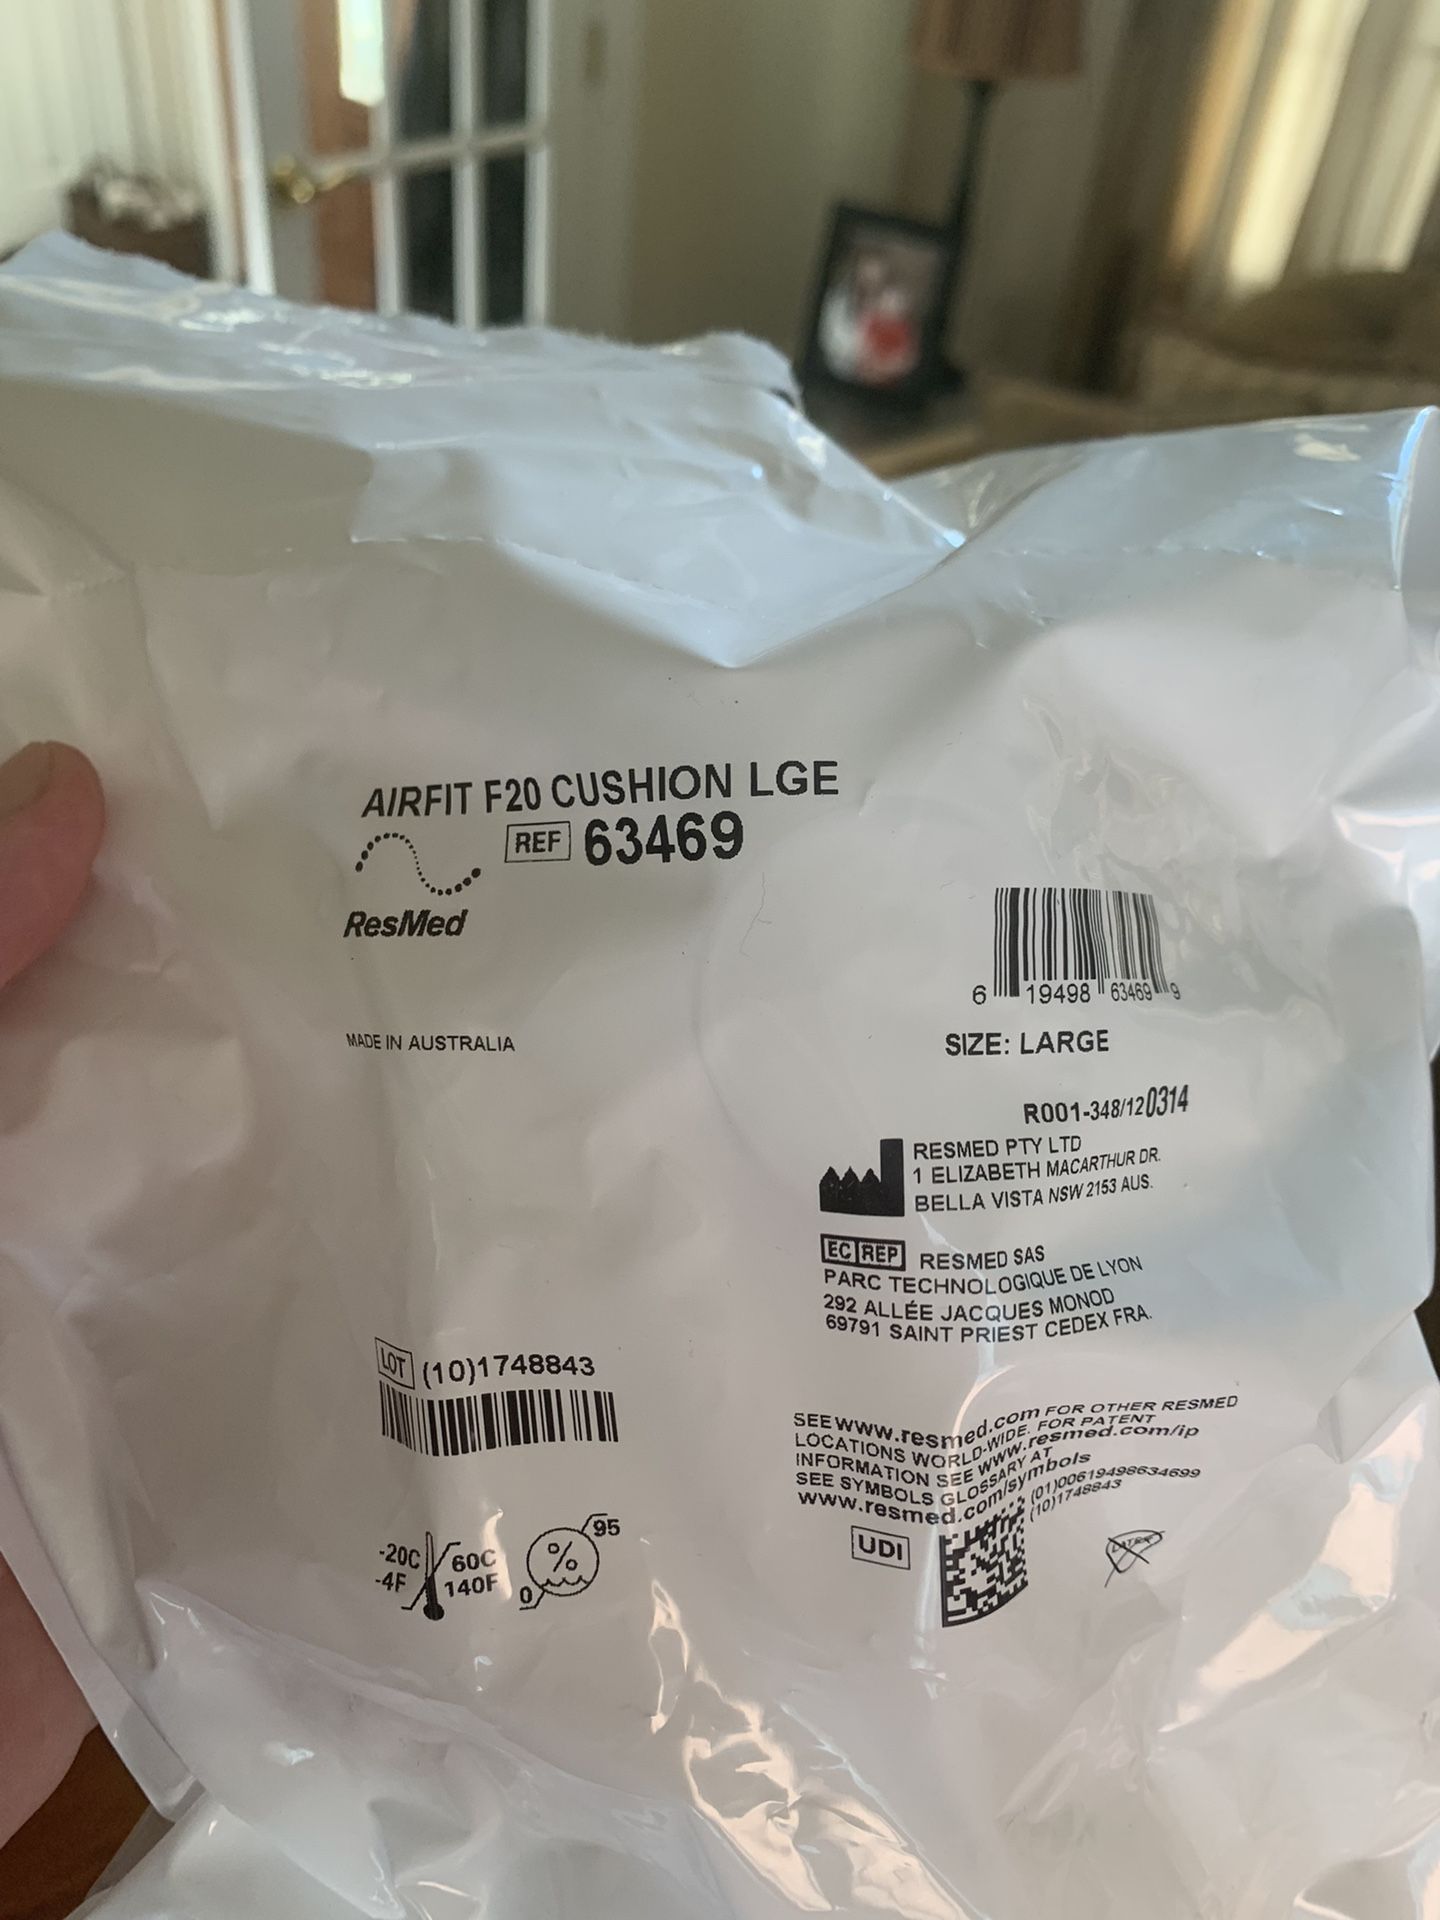 AIRFIT F20 CUSHION LGE
REF 63469
ResMed
6 19498 63469 9
MADE IN AUSTRALIA
SIZE: LARGE
R001-348/12 0314
RESMED PTY LTD
1 ELIZABETH MACARTHUR DR.
BELLA VISTA NSW 2153 AUS.
EC REP RESMED SAS
PARC TECHNOLOGIQUE DE LYON
292 ALLÉE JACQUES MONOD
69791 SAINT PRIEST CEDEX FRA.
LOT (10)1748843
SEE www.resmed.com FOR OTHER RESMED
LOCATIONS WORLD-WIDE. FOR PATENT
INFORMATION SEE www.resmed.com/ip
SEE SYMBOLS GLOSSARY AT
www.resmed.com/symbols
(01)00619498634699
(10)1748843
UDI
LATEX
-20C
-4F
60C
140F
%
95
0